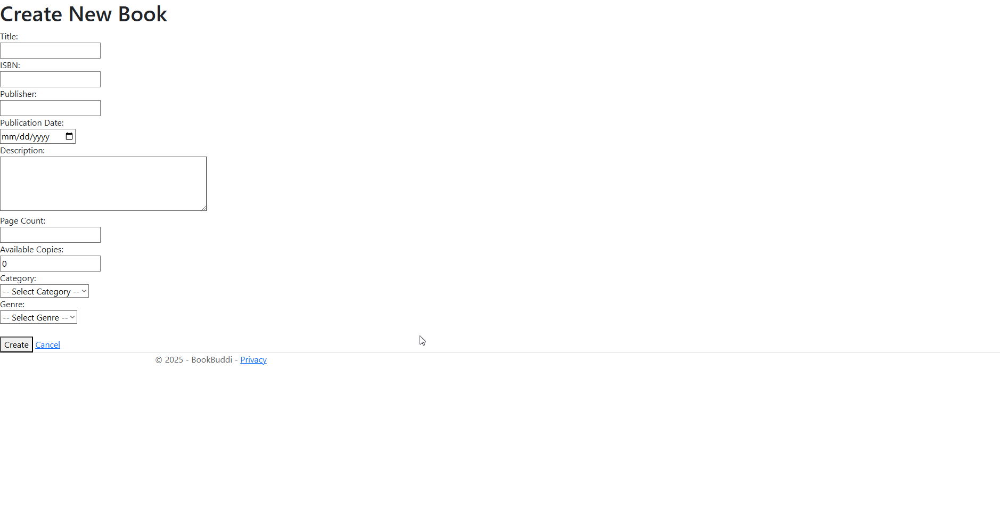 Create New Book
Title:
ISBN:
Publisher:
Publication Date:
mm/dd/yyyy
Description:
Page Count:
Available Copies:
0
Category:
-- Select Category --
Genre:
-- Select Genre --
Create Cancel
© 2025 - BookBuddi - Privacy